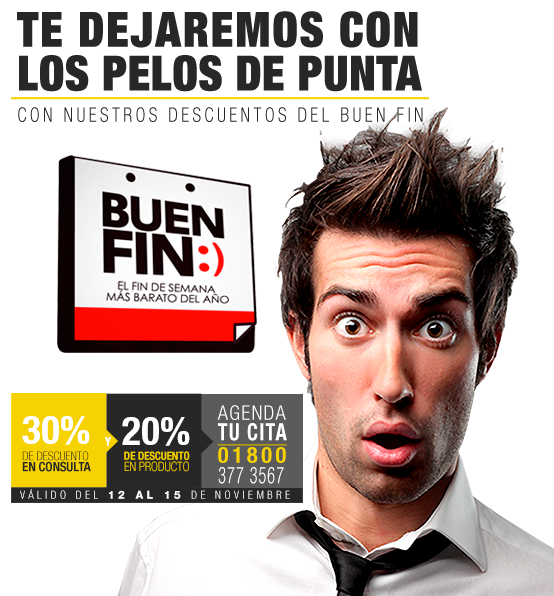 TE DEJAREMOS CON
LOS PELOS DE PUNTA
CON NUESTROS DESCUENTOS DEL BUEN FIN
BUEN
FIN:)
EL FIN DE SEMANA
MÁS BARATO DEL AÑO
30%
DE DESCUENTO
EN CONSULTA
Y
20%
DE DESCUENTO
EN PRODUCTO
AGENDA
TU CITA
01800
377 3567
VÁLIDO DEL 12 AL 15 DE NOVIEMBRE